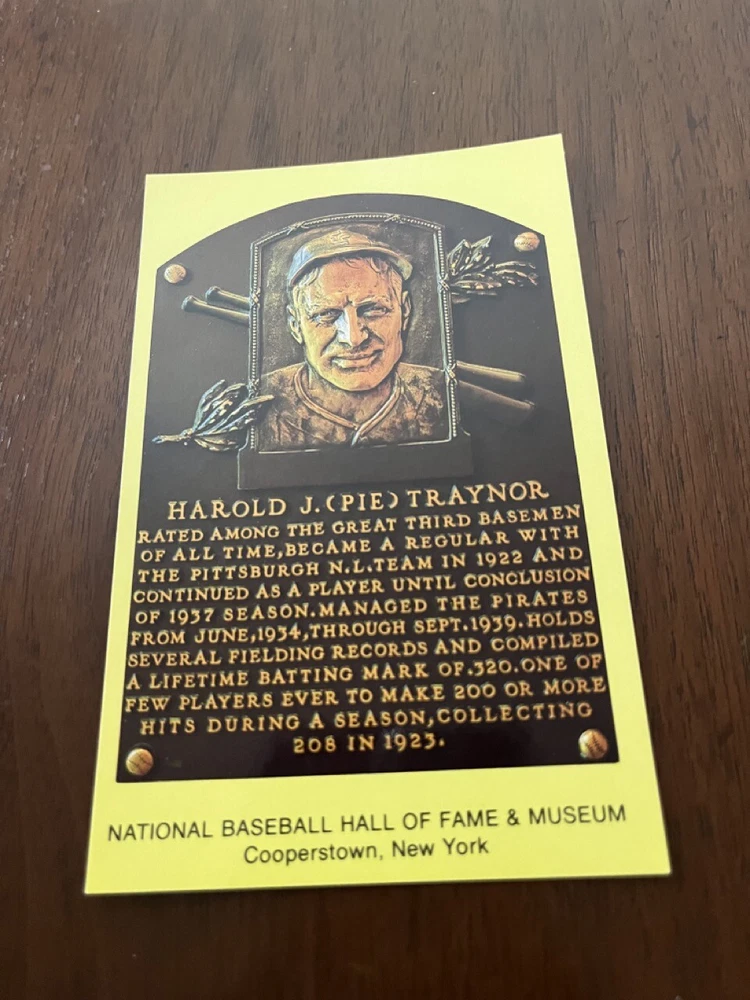 HAROLD J. (PIE) TRAYNOR
RATED AMONG THE GREAT THIRD BASEMEN
OF ALL TIME, BECAME A REGULAR WITH
THE PITTSBURGH N.L. TEAM IN 1922 AND
CONTINUED AS A PLAYER UNTIL CONCLUSION
OF 1937 SEASON. MANAGED THE PIRATES
FROM JUNE, 1934, THROUGH SEPT. 1939. HOLDS
SEVERAL FIELDING RECORDS AND COMPILED
A LIFETIME BATTING MARK OF .320. ONE OF
FEW PLAYERS EVER TO MAKE 200 OR MORE
HITS DURING A SEASON, COLLECTING
208 IN 1923.
NATIONAL BASEBALL HALL OF FAME & MUSEUM
Cooperstown, New York